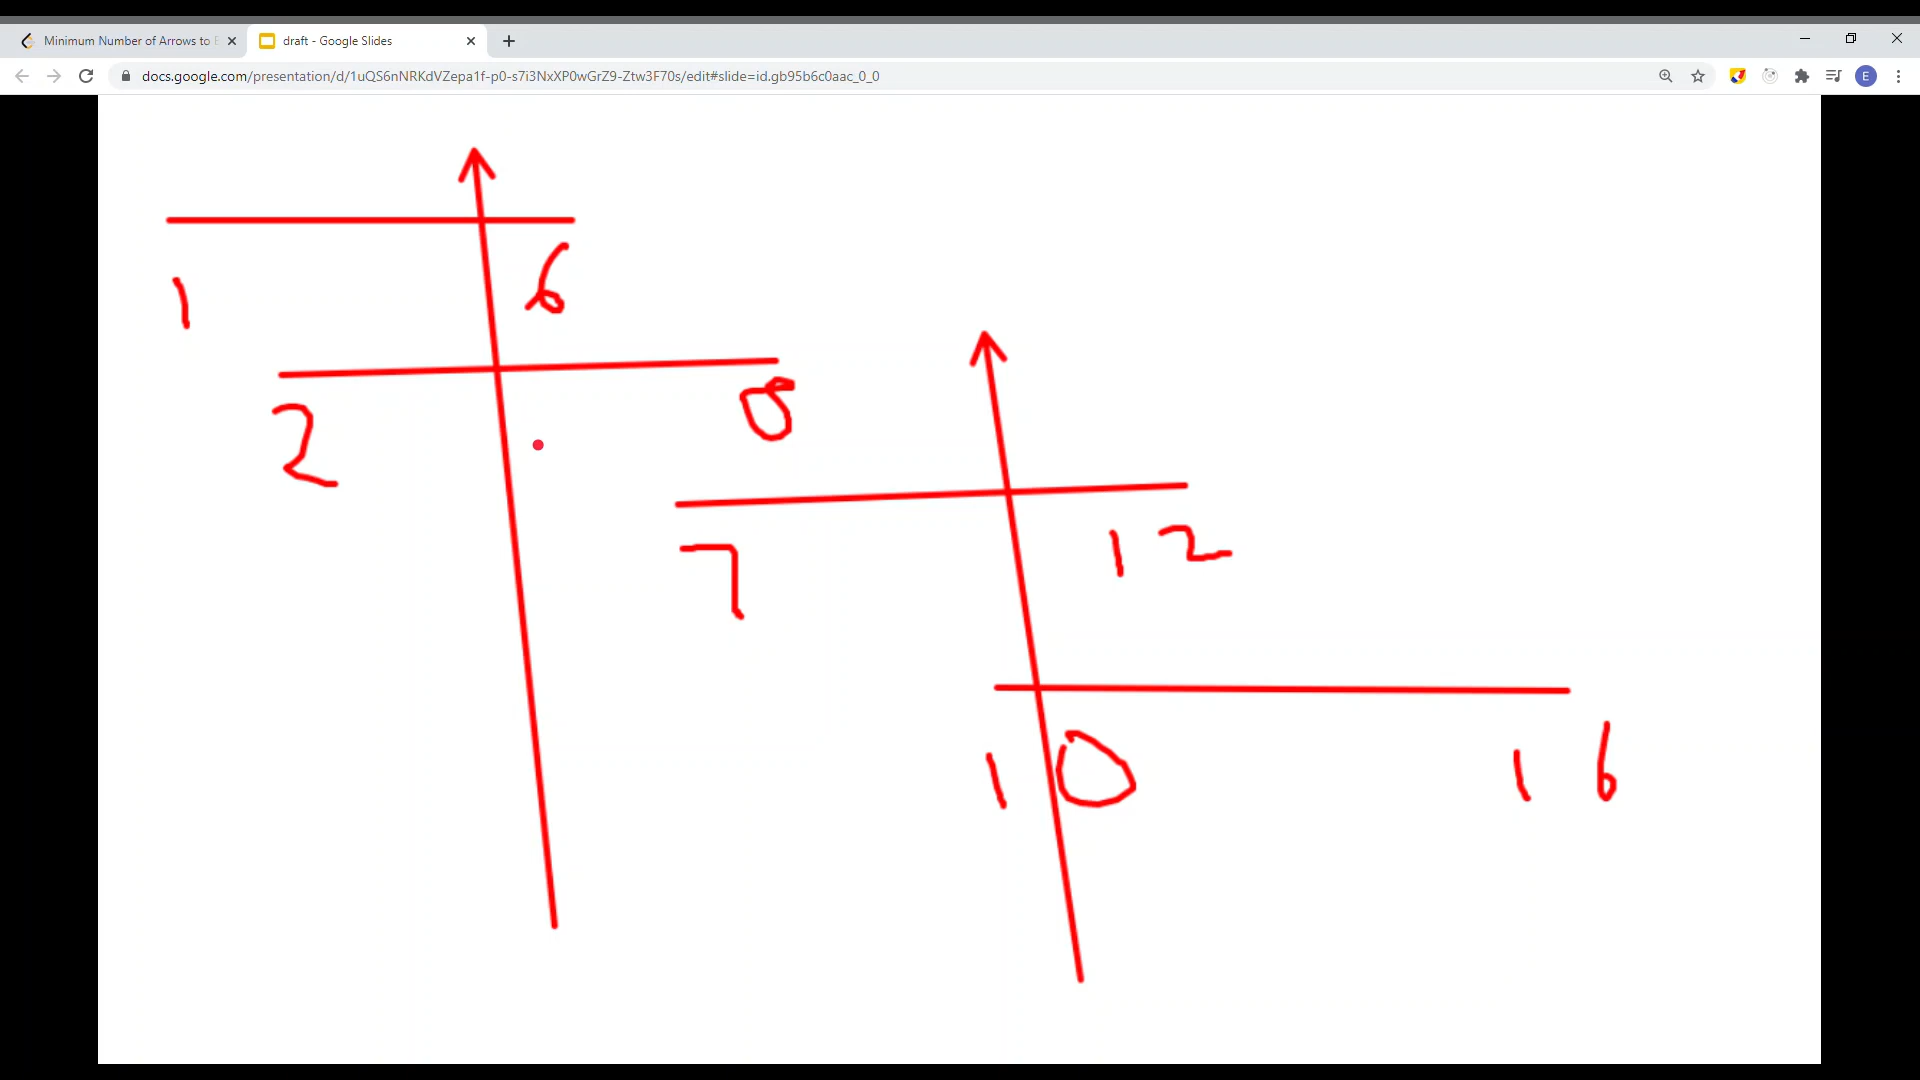 Minimum Number of Arrows to B
draft - Google Slides
docs.google.com/presentation/d/1uQS6nNRKdVZepa1f-p0-s7i3NxXP0wGrZ9-Ztw3F70s/edit#slide=id.gb95b6c0aac_0_0
E
1 6
2 8
7 12
10 16